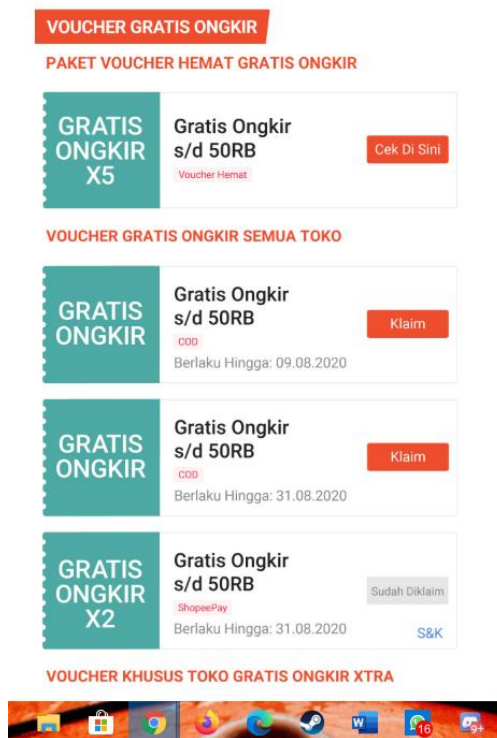 VOUCHER GRATIS ONGKIR
PAKET VOUCHER HEMAT GRATIS ONGKIR
GRATIS
ONGKIR
X5
Gratis Ongkir
s/d 50RB
Voucher Hemat
Cek Di Sini
VOUCHER GRATIS ONGKIR SEMUA TOKO
GRATIS
ONGKIR
Gratis Ongkir
s/d 50RB
COD
Berlaku Hingga: 09.08.2020
Klaim
GRATIS
ONGKIR
Gratis Ongkir
s/d 50RB
COD
Berlaku Hingga: 31.08.2020
Klaim
GRATIS
ONGKIR
X2
Gratis Ongkir
s/d 50RB
ShopeePay
Berlaku Hingga: 31.08.2020
Sudah Diklaim
S&K
VOUCHER KHUSUS TOKO GRATIS ONGKIR XTRA
W
16
9+